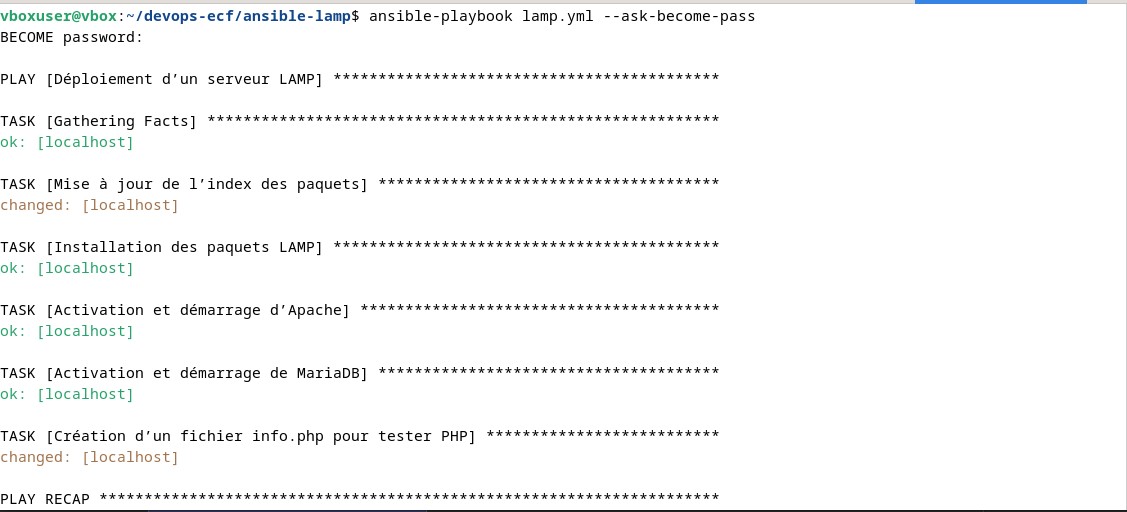 vboxuser@vbox:~/devops-ecf/ansible-lamp$ ansible-playbook lamp.yml --ask-become-pass
BECOME password:
PLAY [Déploiement d’un serveur LAMP] *******************************************
TASK [Gathering Facts] *********************************************************
ok: [localhost]
TASK [Mise à jour de l’index des paquets] **************************************
changed: [localhost]
TASK [Installation des paquets LAMP] *******************************************
ok: [localhost]
TASK [Activation et démarrage d’Apache] ****************************************
ok: [localhost]
TASK [Activation et démarrage de MariaDB] **************************************
ok: [localhost]
TASK [Création d’un fichier info.php pour tester PHP] **************************
changed: [localhost]
PLAY RECAP *********************************************************************